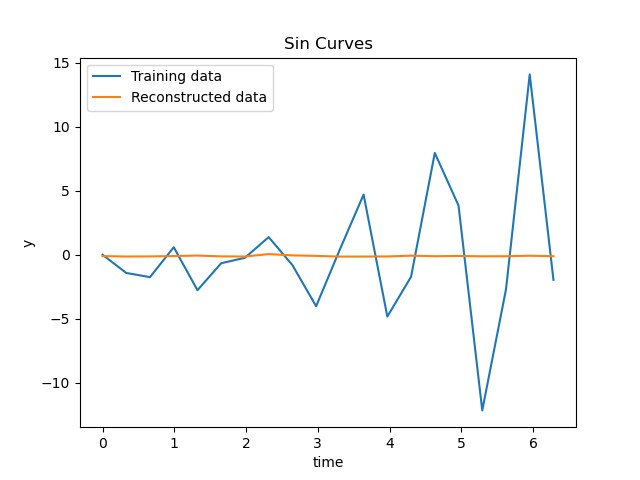 Sin Curves
Training data
Reconstructed data
15
10
5
0
−5
−10
y
0 1 2 3 4 5 6
time